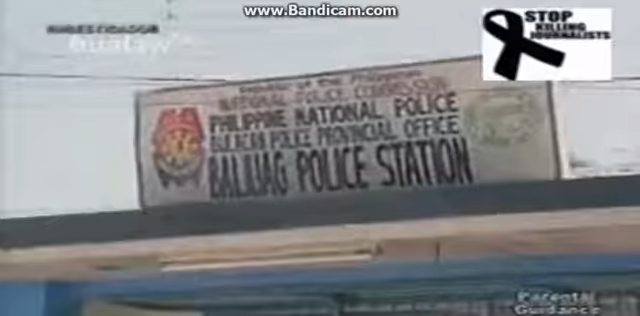 www.Bandicam.com
IMBESTIGADOR
STOP
KILLING
JOURNALISTS
NATIONAL POLICE COMMISSION
PHILIPPINE NATIONAL POLICE
BULACAN POLICE PROVINCIAL OFFICE
BALIUAG POLICE STATION
Parental
Guidance